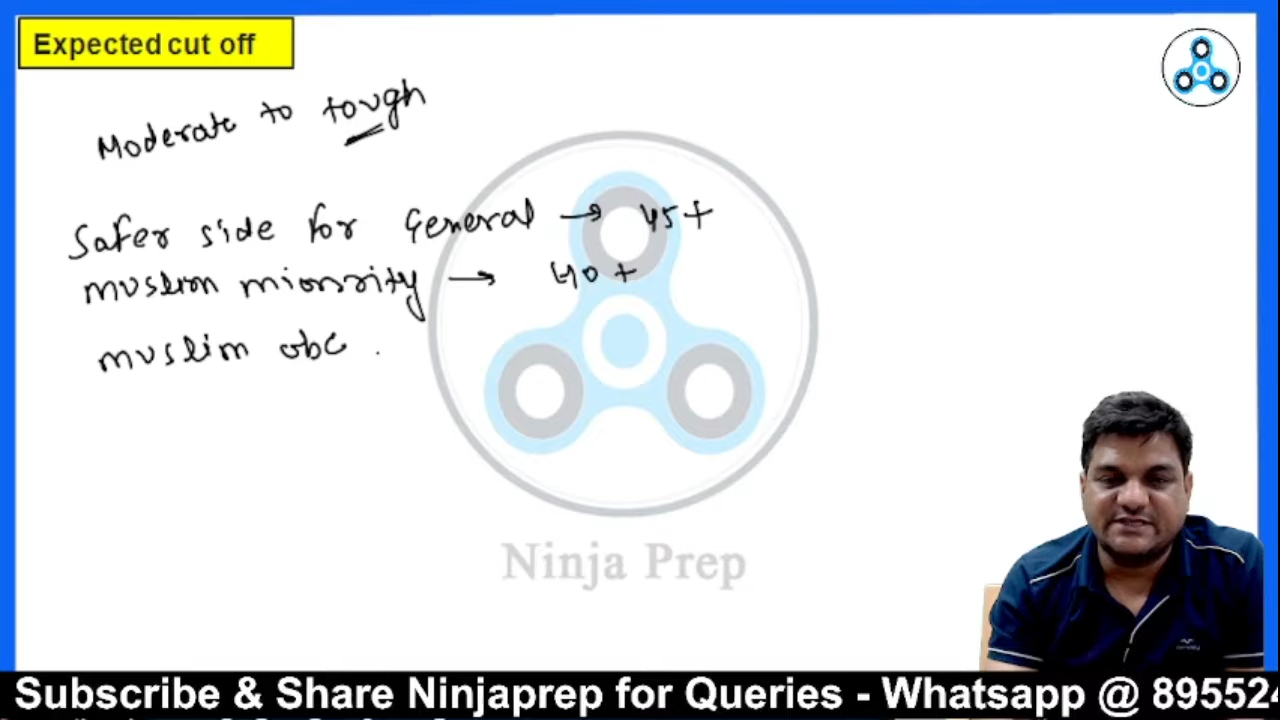 Expected cut off
Moderate to tough
Safer side for General → 45+
muslim mionority → 40+
muslim obc .
Ninja Prep
Subscribe & Share Ninjaprep for Queries - Whatsapp @ 89552